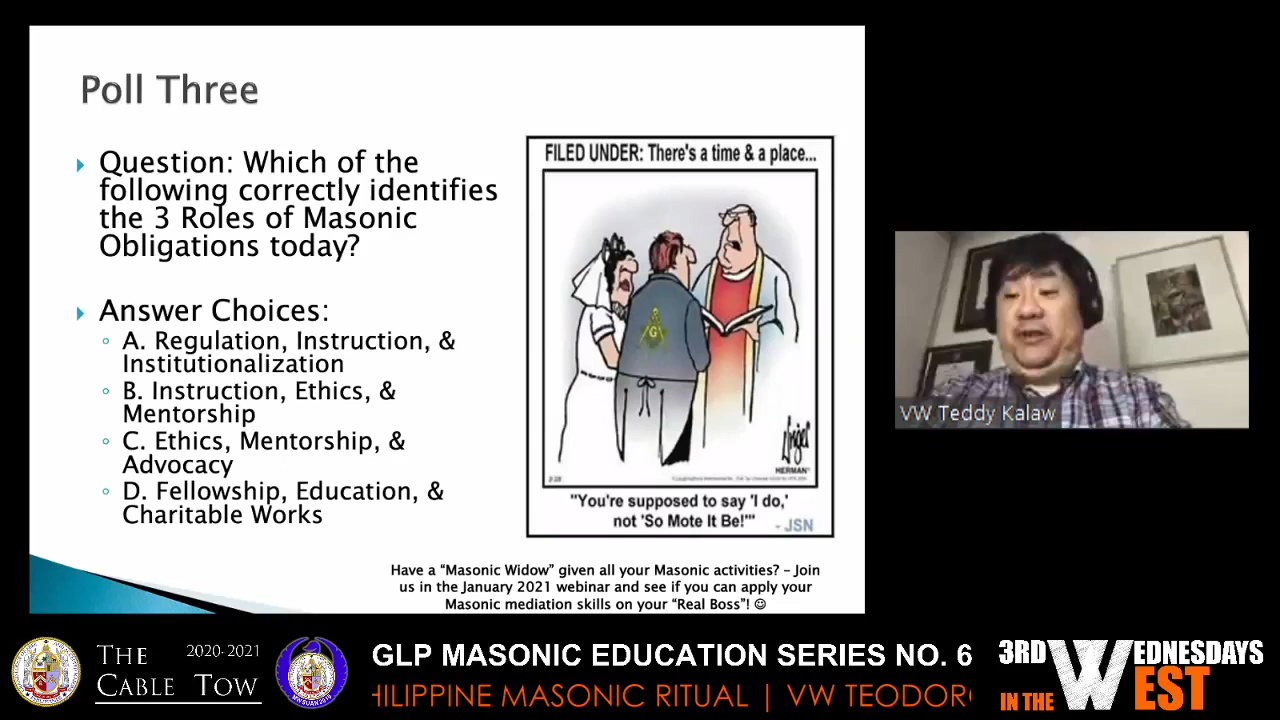 Poll Three
Question: Which of the
following correctly identifies
the 3 Roles of Masonic
Obligations today?
Answer Choices:
A. Regulation, Instruction, &
Institutionalization
B. Instruction, Ethics, &
Mentorship
C. Ethics, Mentorship, &
Advocacy
D. Fellowship, Education, &
Charitable Works
FILED UNDER: There's a time & a place...
G
HERMAN
"You're supposed to say 'I do,'
not 'So Mote It Be!'"
- JSN
Have a “Masonic Widow” given all your Masonic activities? – Join
us in the January 2021 webinar and see if you can apply your
Masonic mediation skills on your “Real Boss”! ☺
VW Teddy Kalaw
THE 2020-2021
CABLE TOW
GLP MASONIC EDUCATION SERIES NO. 6
HILIPPINE MASONIC RITUAL | VW TEODOR
3RD WEDNESDAYS
IN THE WEST